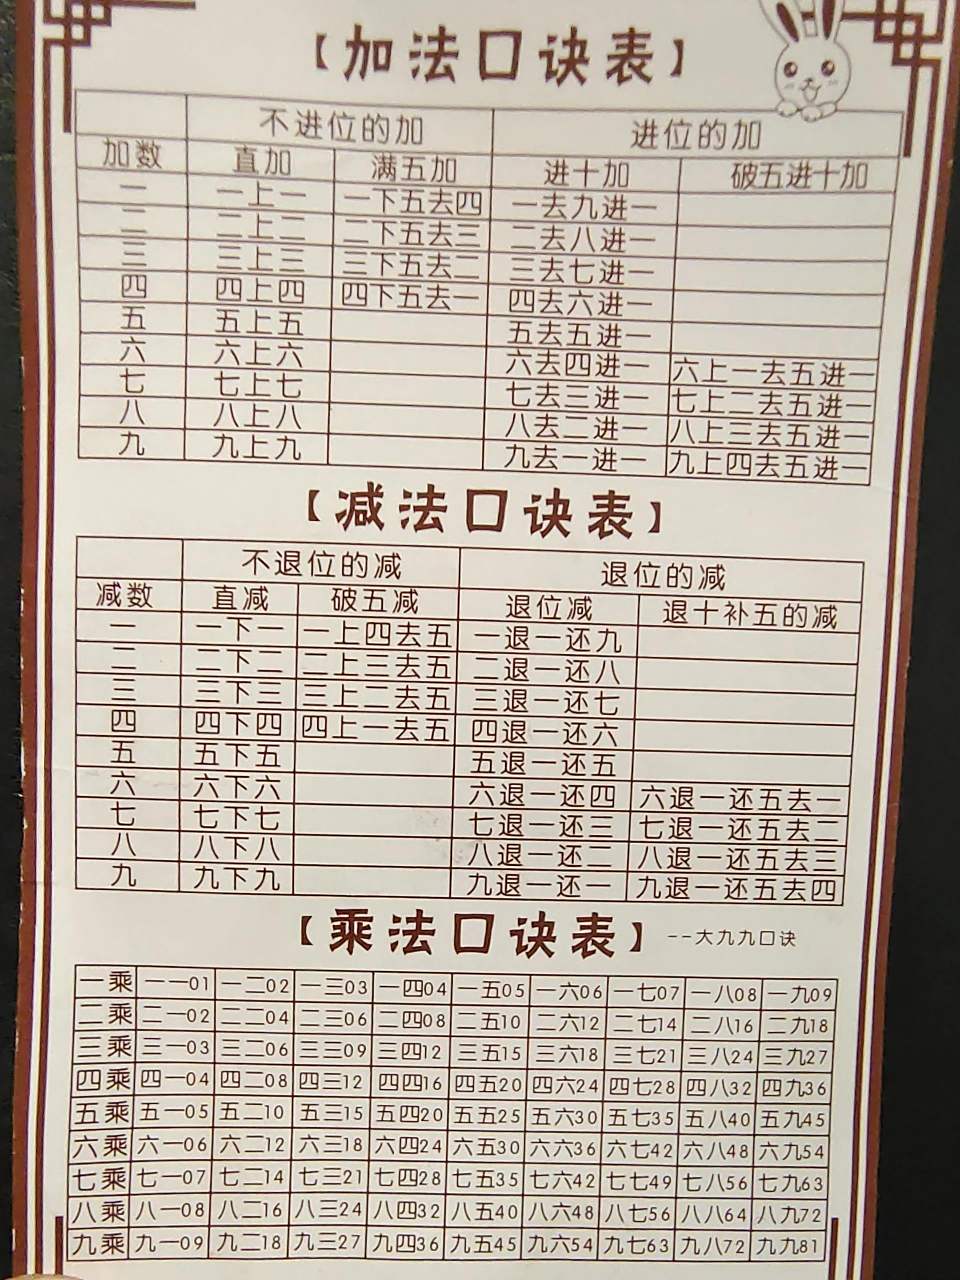 【加法口诀表】
不进位的加 进位的加
加数 直加 满五加 进十加 破五进十加
一 一上一 一下五去四 一去九进一
二 二上二 二下五去三 二去八进一
三 三上三 三下五去二 三去七进一
四 四上四 四下五去一 四去六进一
五 五上五 五去五进一
六 六上六 六去四进一 六上一去五进一
七 七上七 七去三进一 七上二去五进一
八 八上八 八去二进一 八上三去五进一
九 九上九 九去一进一 九上四去五进一
【减法口诀表】
不退位的减 退位的减
减数 直减 破五减 退位减 退十补五的减
一 一下一 一上四去五 一退一还九
二 二下二 二上三去五 二退一还八
三 三下三 三上二去五 三退一还七
四 四下四 四上一去五 四退一还六
五 五下五 五退一还五
六 六下六 六退一还四 六退一还五去一
七 七下七 七退一还三 七退一还五去二
八 八下八 八退一还二 八退一还五去三
九 九下九 九退一还一 九退一还五去四
【乘法口诀表】 --大九九口诀
一乘 一一01 一二02 一三03 一四04 一五05 一六06 一七07 一八08 一九09
二乘 二一02 二二04 二三06 二四08 二五10 二六12 二七14 二八16 二九18
三乘 三一03 三二06 三三09 三四12 三五15 三六18 三七21 三八24 三九27
四乘 四一04 四二08 四三12 四四16 四五20 四六24 四七28 四八32 四九36
五乘 五一05 五二10 五三15 五四20 五五25 五六30 五七35 五八40 五九45
六乘 六一06 六二12 六三18 六四24 六五30 六六36 六七42 六八48 六九54
七乘 七一07 七二14 七三21 七四28 七五35 七六42 七七49 七八56 七九63
八乘 八一08 八二16 八三24 八四32 八五40 八六48 八七56 八八64 八九72
九乘 九一09 九二18 九三27 九四36 九五45 九六54 九七63 九八72 九九81